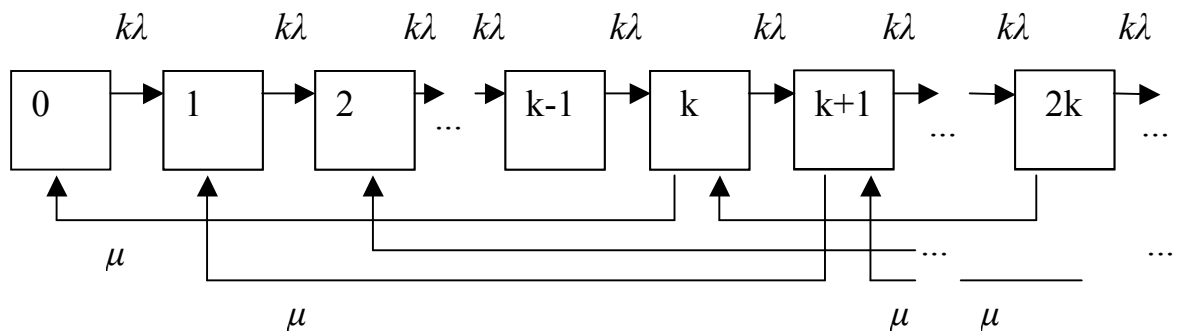 kλ kλ kλ kλ kλ kλ kλ kλ kλ
0 1 2 ... k-1 k k+1 ... 2k ...
... ...
μ
μ μ μ